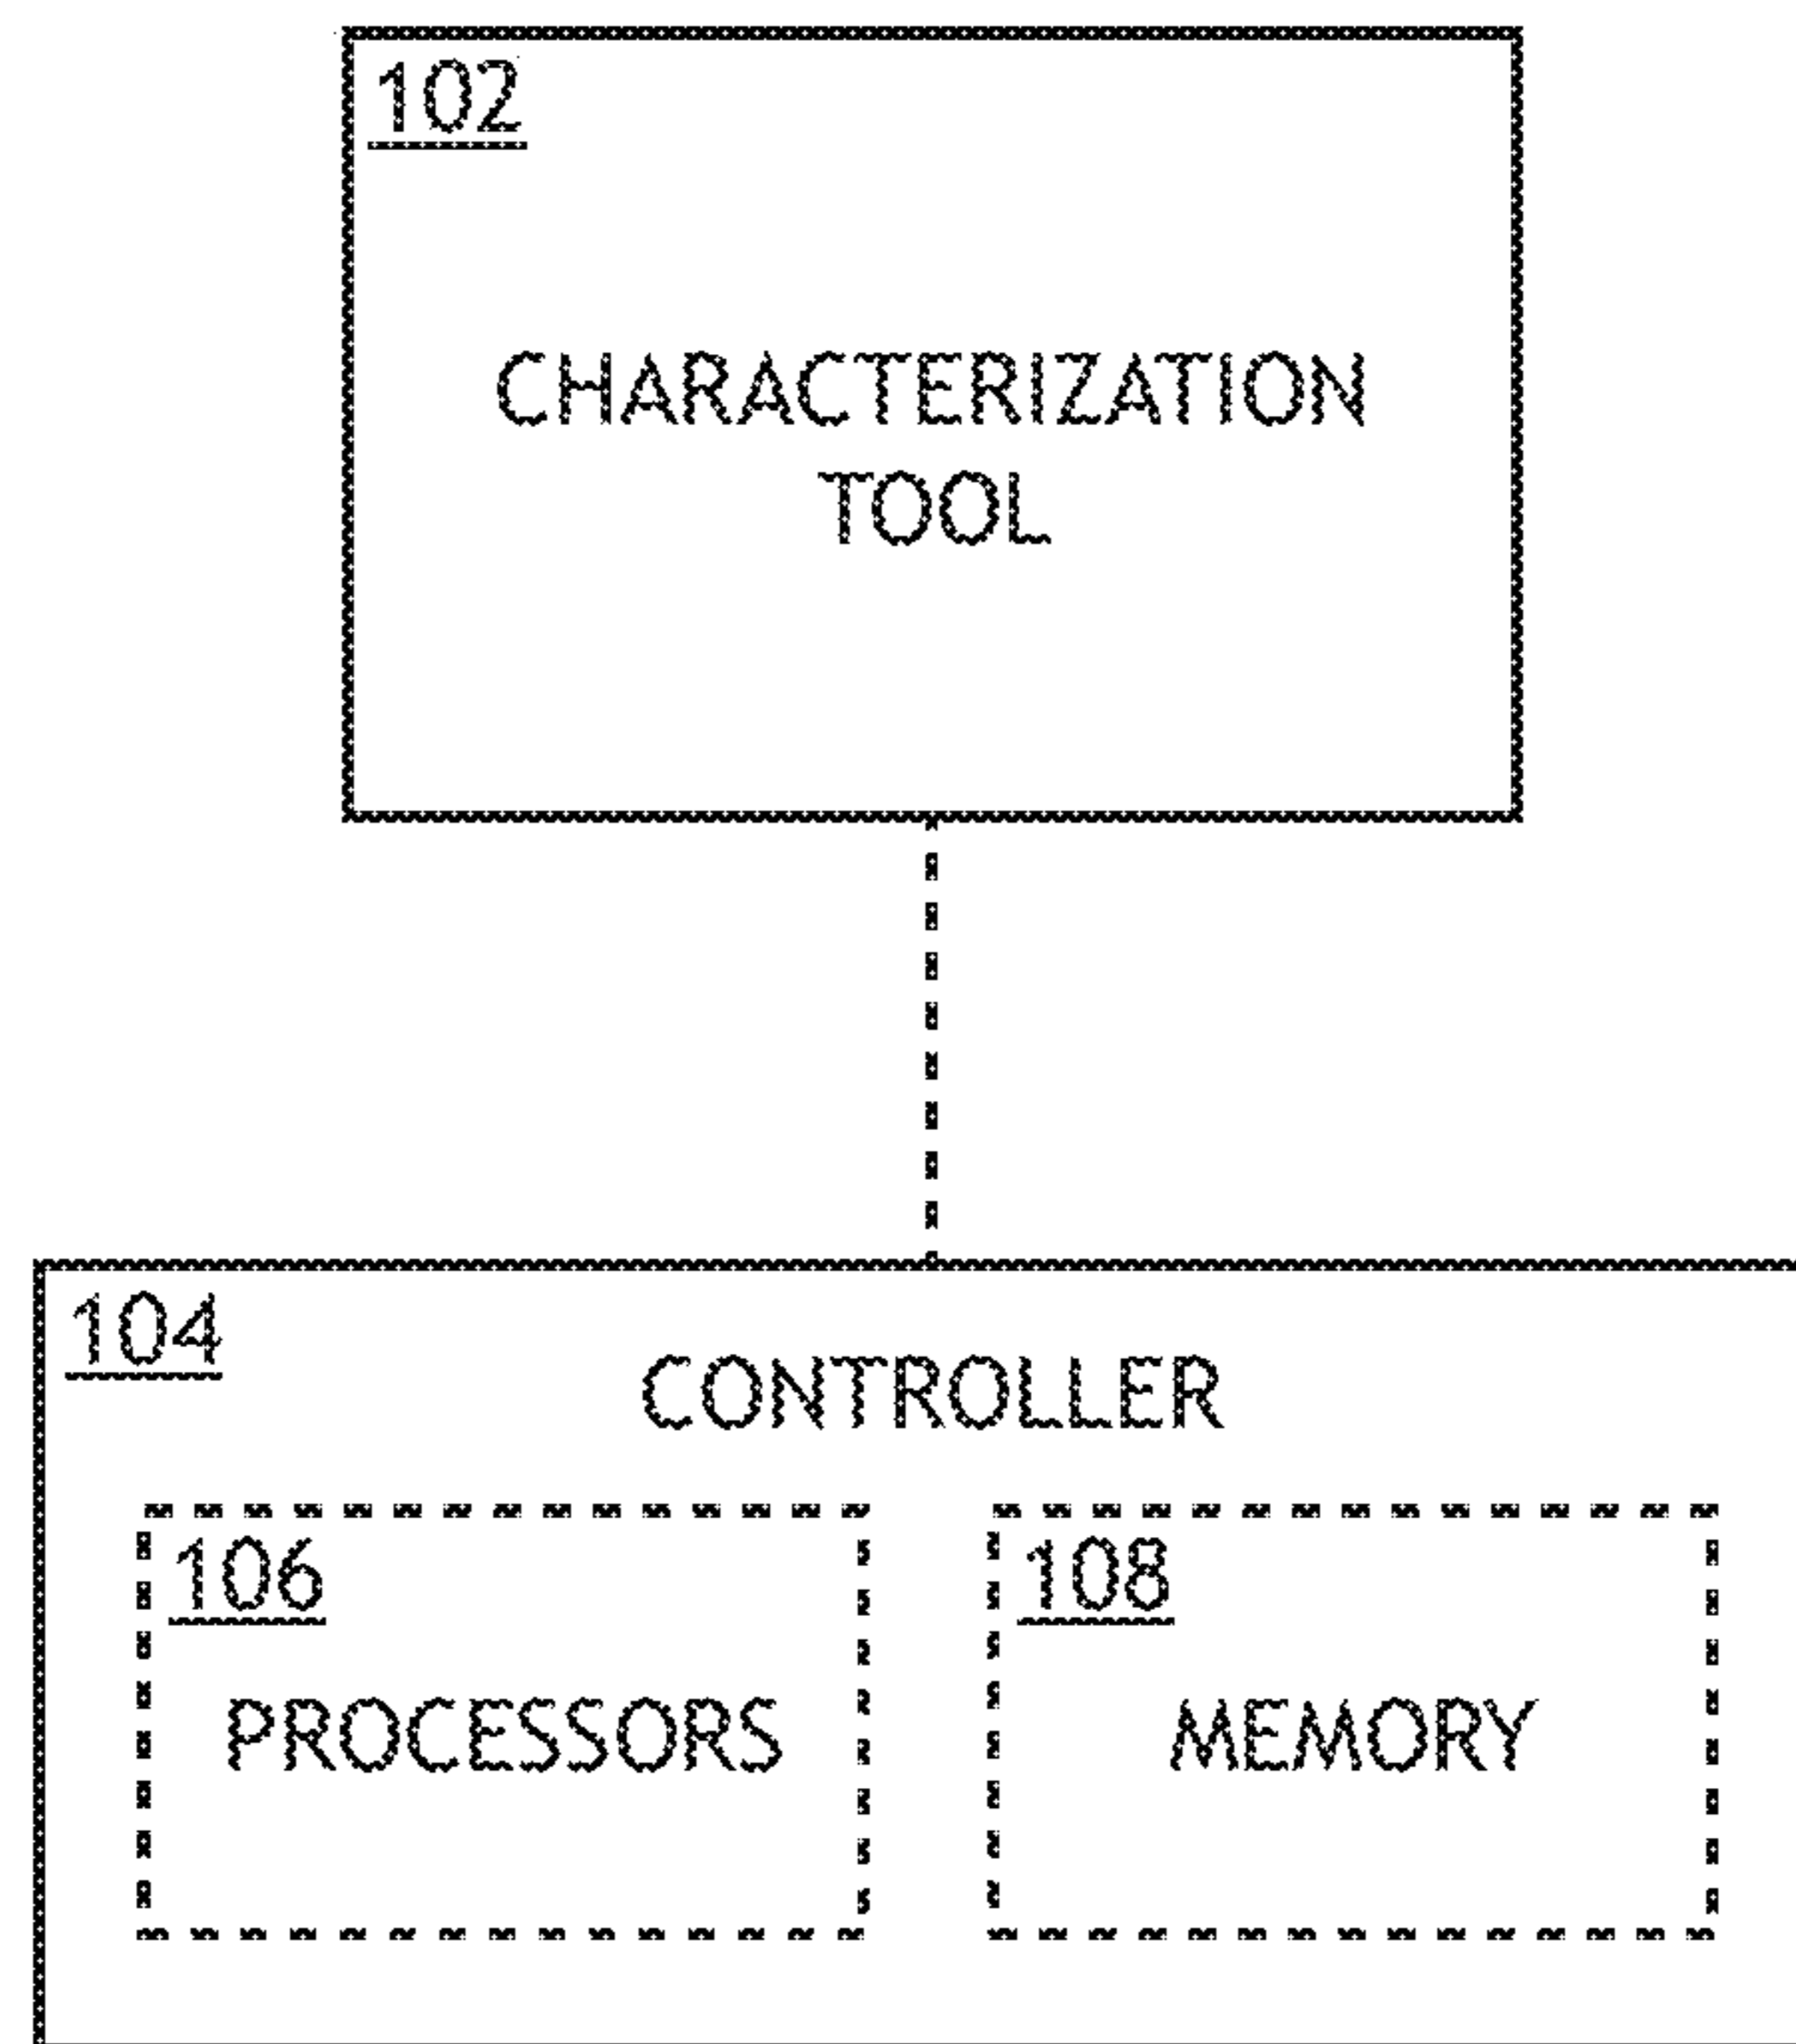 102
CHARACTERIZATION
TOOL
104
CONTROLLER
106
PROCESSORS
108
MEMORY